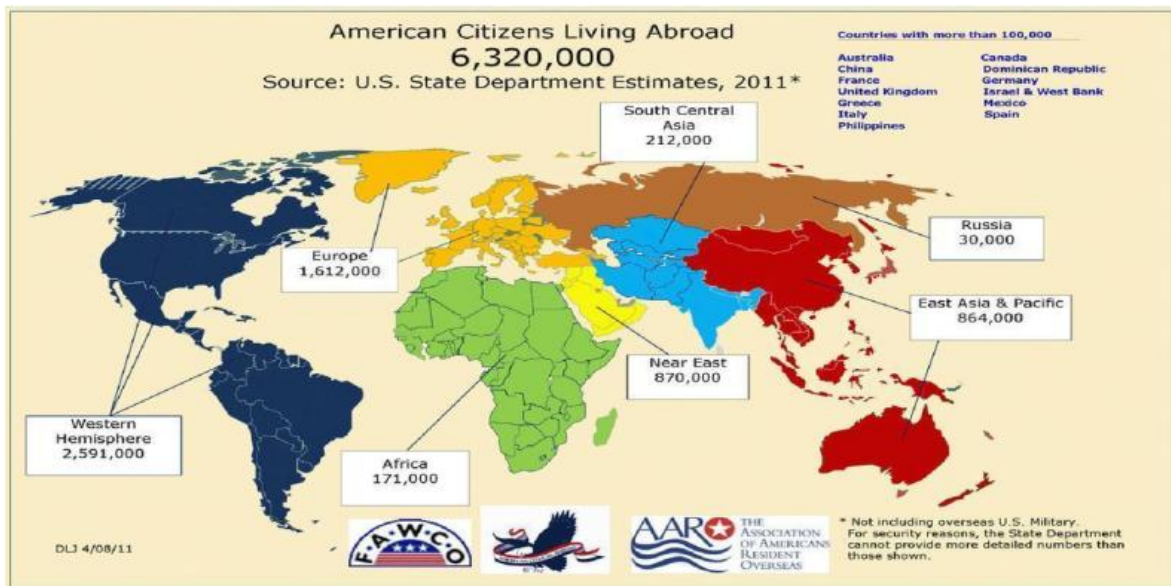 American Citizens Living Abroad
6,320,000
Source: U.S. State Department Estimates, 2011*
Countries with more than 100,000
Australia
China
France
United Kingdom
Greece
Italy
Philippines
Canada
Dominican Republic
Germany
Israel & West Bank
Mexico
Spain
South Central
Asia
212,000
Russia
30,000
Europe
1,612,000
East Asia & Pacific
864,000
Near East
870,000
Western
Hemisphere
2,591,000
Africa
171,000
F·A·W·C·O
AARO
THE
ASSOCIATION
OF AMERICANS
RESIDENT
OVERSEAS
* Not including overseas U.S. Military.
For security reasons, the State Department
cannot provide more detailed numbers than
those shown.
DLJ 4/08/11